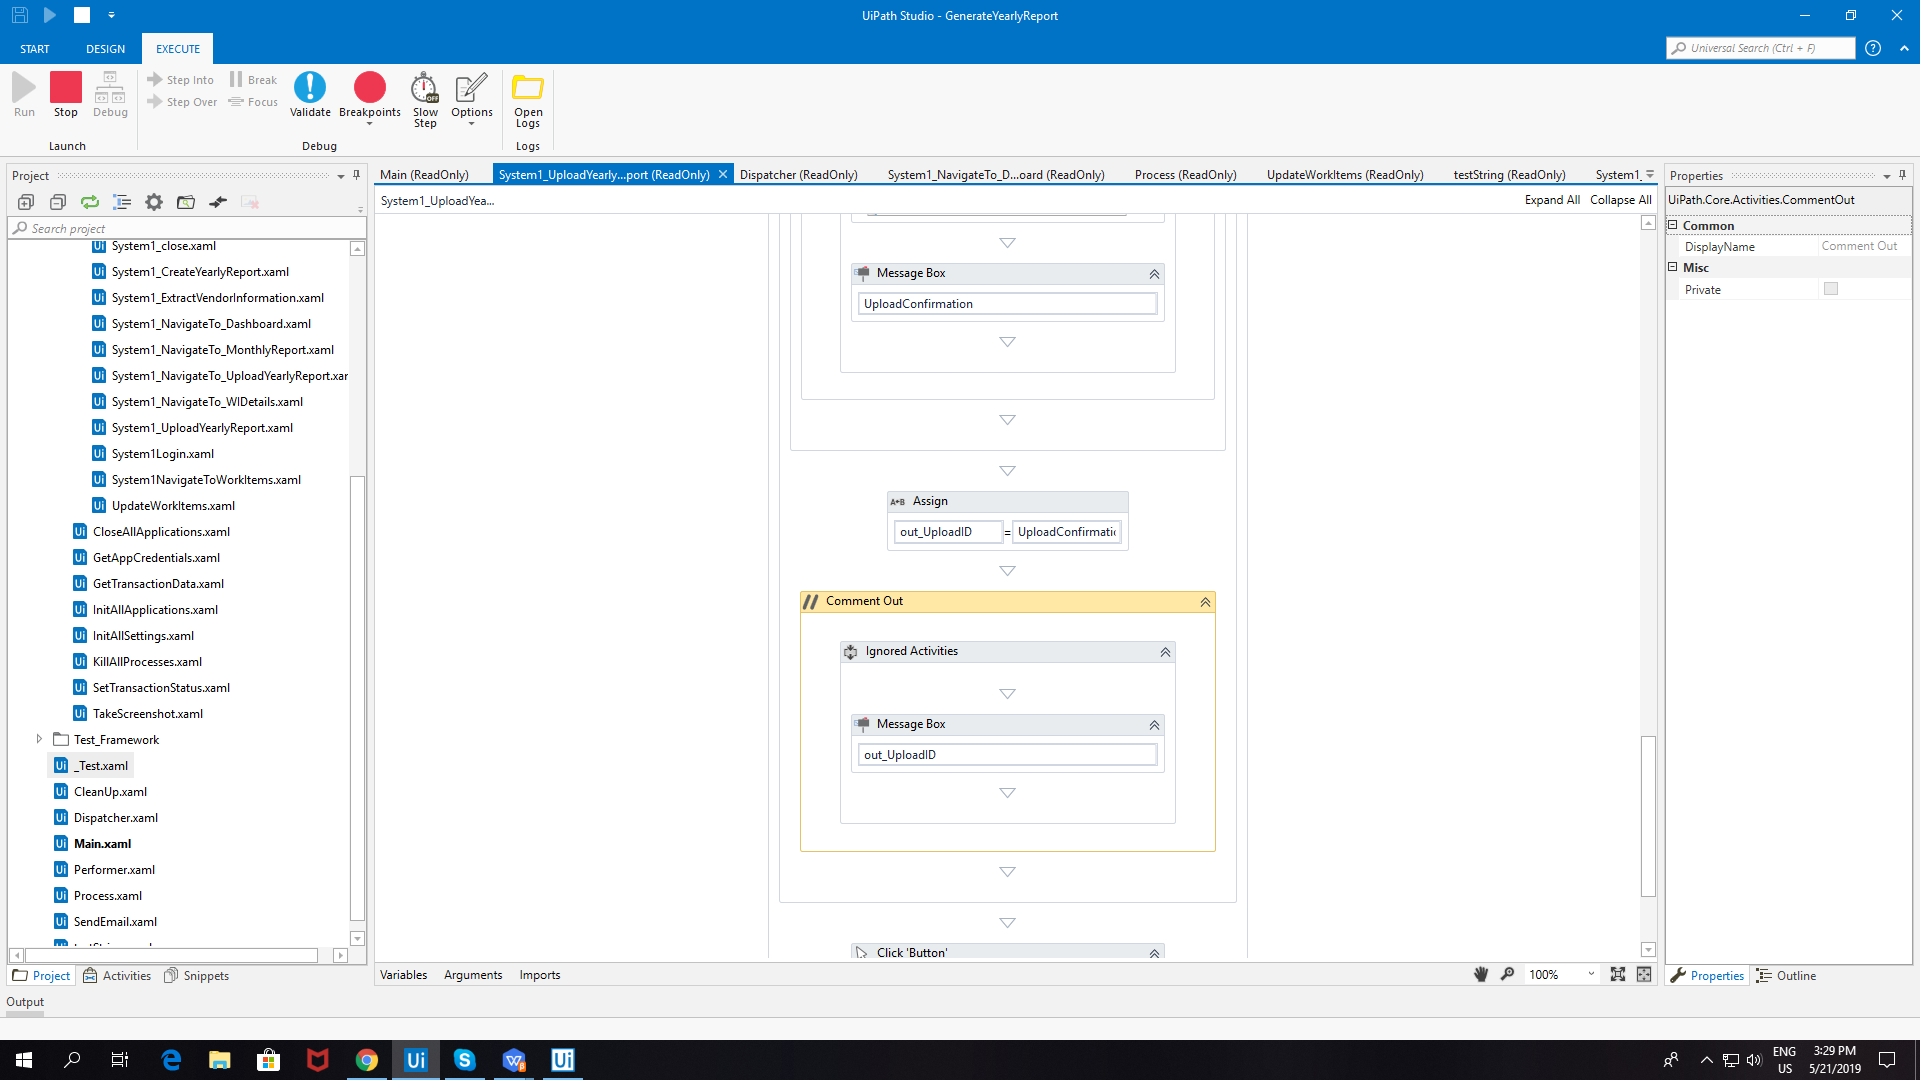 UiPath Studio - GenerateYearlyReport
START
DESIGN
EXECUTE
Universal Search (Ctrl + F)
Run
Stop
Debug
Step Into
Step Over
Break
Focus
Validate
Breakpoints
Slow
Step
OFF
Options
Open
Logs
Launch
Debug
Logs
Project
Search project
System1_close.xaml
System1_CreateYearlyReport.xaml
System1_ExtractVendorInformation.xaml
System1_NavigateTo_Dashboard.xaml
System1_NavigateTo_MonthlyReport.xaml
System1_NavigateTo_UploadYearlyReport.xar
System1_NavigateTo_WIDetails.xaml
System1_UploadYearlyReport.xaml
System1Login.xaml
System1NavigateToWorkItems.xaml
UpdateWorkItems.xaml
CloseAllApplications.xaml
GetAppCredentials.xaml
GetTransactionData.xaml
InitAllApplications.xaml
InitAllSettings.xaml
KillAllProcesses.xaml
SetTransactionStatus.xaml
TakeScreenshot.xaml
Test_Framework
_Test.xaml
CleanUp.xaml
Dispatcher.xaml
Main.xaml
Performer.xaml
Process.xaml
SendEmail.xaml
Project
Activities
Snippets
Output
Main (ReadOnly)
System1_UploadYearly...port (ReadOnly)
Dispatcher (ReadOnly)
System1_NavigateTo_D...oard (ReadOnly)
Process (ReadOnly)
UpdateWorkItems (ReadOnly)
testString (ReadOnly)
System1_
System1_UploadYea...
Expand All
Collapse All
Message Box
UploadConfirmation
A+B Assign
out_UploadID = UploadConfirmatio
Comment Out
Ignored Activities
Message Box
out_UploadID
Click 'Button'
Variables
Arguments
Imports
100%
Properties
UiPath.Core.Activities.CommentOut
Common
DisplayName
Comment Out
Misc
Private
Properties
Outline
ENG
US
3:29 PM
5/21/2019